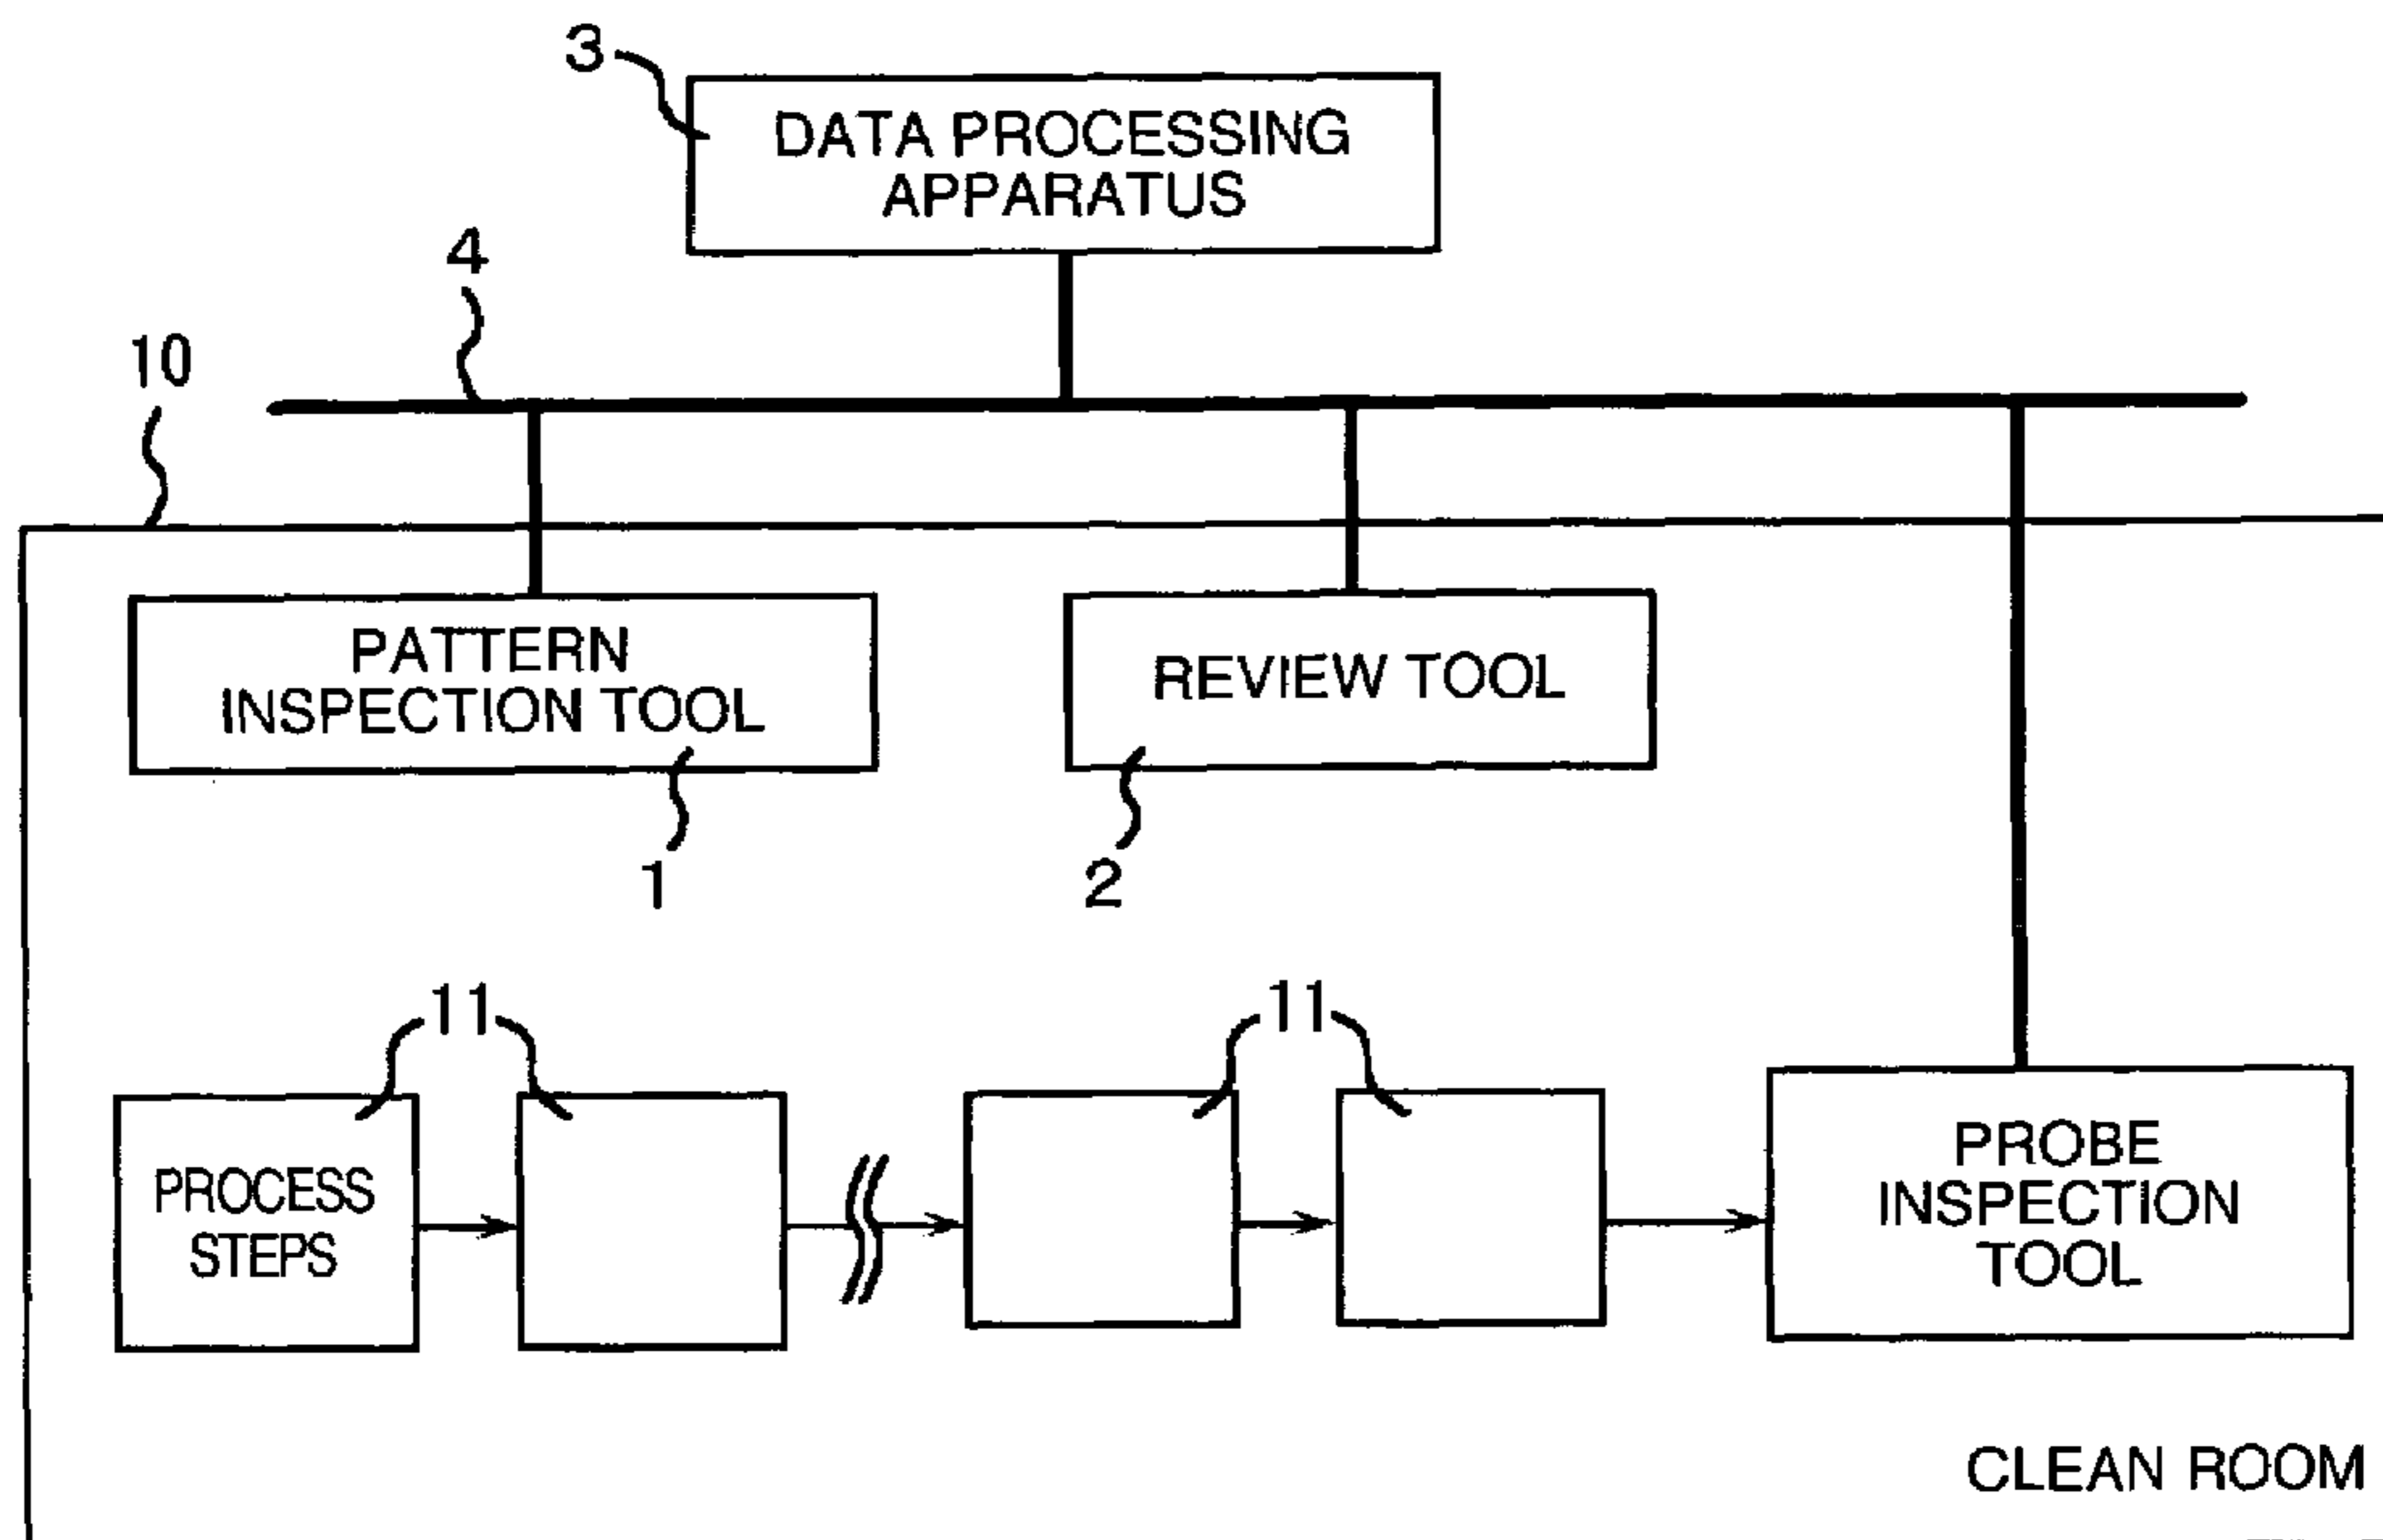 3
DATA PROCESSING
APPARATUS
4
10
PATTERN
INSPECTION TOOL
REVIEW TOOL
1
2
11
11
PROCESS
STEPS
PROBE
INSPECTION
TOOL
CLEAN ROOM